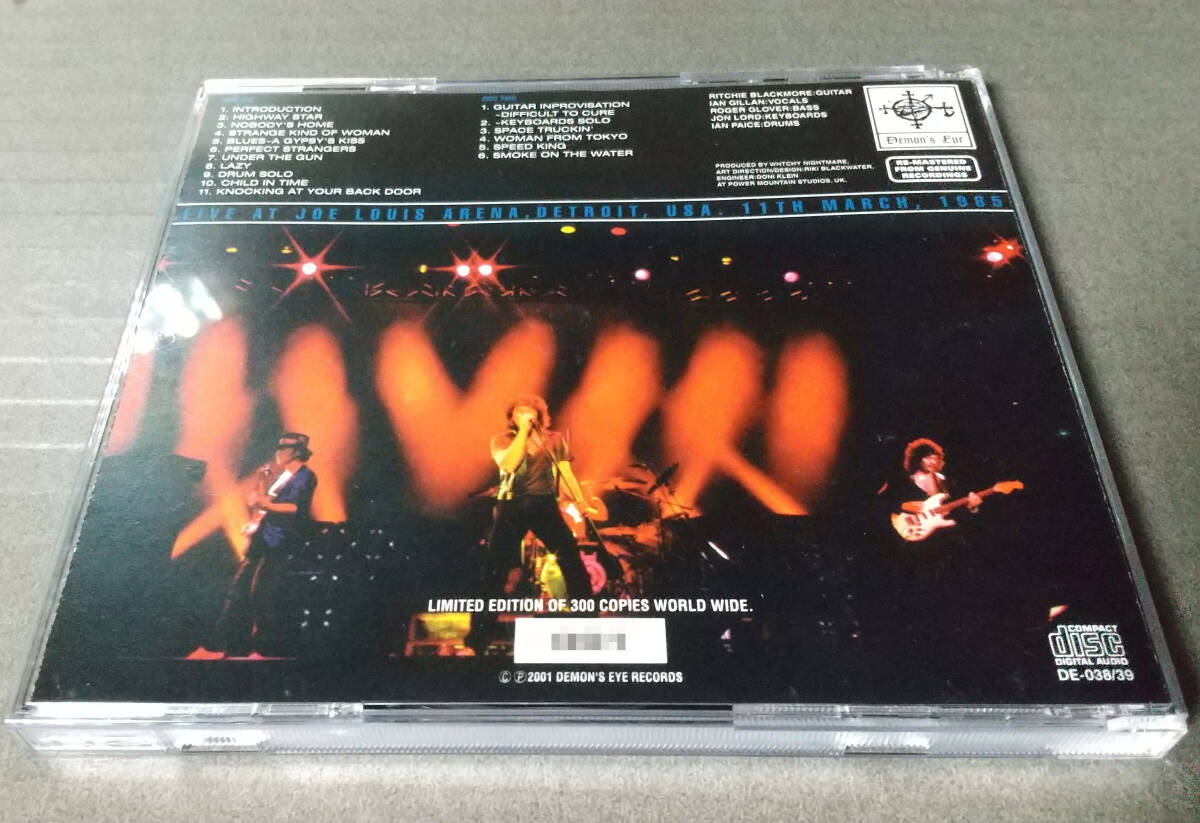 1. INTRODUCTION
2. HIGHWAY STAR
3. NOBODY'S HOME
4. STRANGE KIND OF WOMAN
5. BLUES~A GYPSY'S KISS
6. PERFECT STRANGERS
7. UNDER THE GUN
8. LAZY
9. DRUM SOLO
10. CHILD IN TIME
11. KNOCKING AT YOUR BACK DOOR
DISC TWO
1. GUITAR INPROVISATION
~DIFFICULT TO CURE
2. ~KEYBOARDS SOLO
3. SPACE TRUCKIN'
4. WOMAN FROM TOKYO
5. SPEED KING
6. SMOKE ON THE WATER
RITCHIE BLACKMORE:GUITAR
IAN GILLAN:VOCALS
ROGER GLOVER:BASS
JON LORD:KEYBOARDS
IAN PAICE:DRUMS
PRODUCED BY WHTCHY NIGHTMARE.
ART DIRECTION/DESIGN:RIKI BLACKWATER.
ENGINEER:DONI KLEIN
AT POWER MOUNTAIN STUDIOS, UK.
Demon's Eye
RE-MASTERED
FROM GENUINE
RECORDINGS
LIVE AT JOE LOUIS ARENA, DETROIT, USA. 11TH MARCH, 1985
LIMITED EDITION OF 300 COPIES WORLD WIDE.
© ℗ 2001 DEMON'S EYE RECORDS
COMPACT
disc
DIGITAL AUDIO
DE-038/39